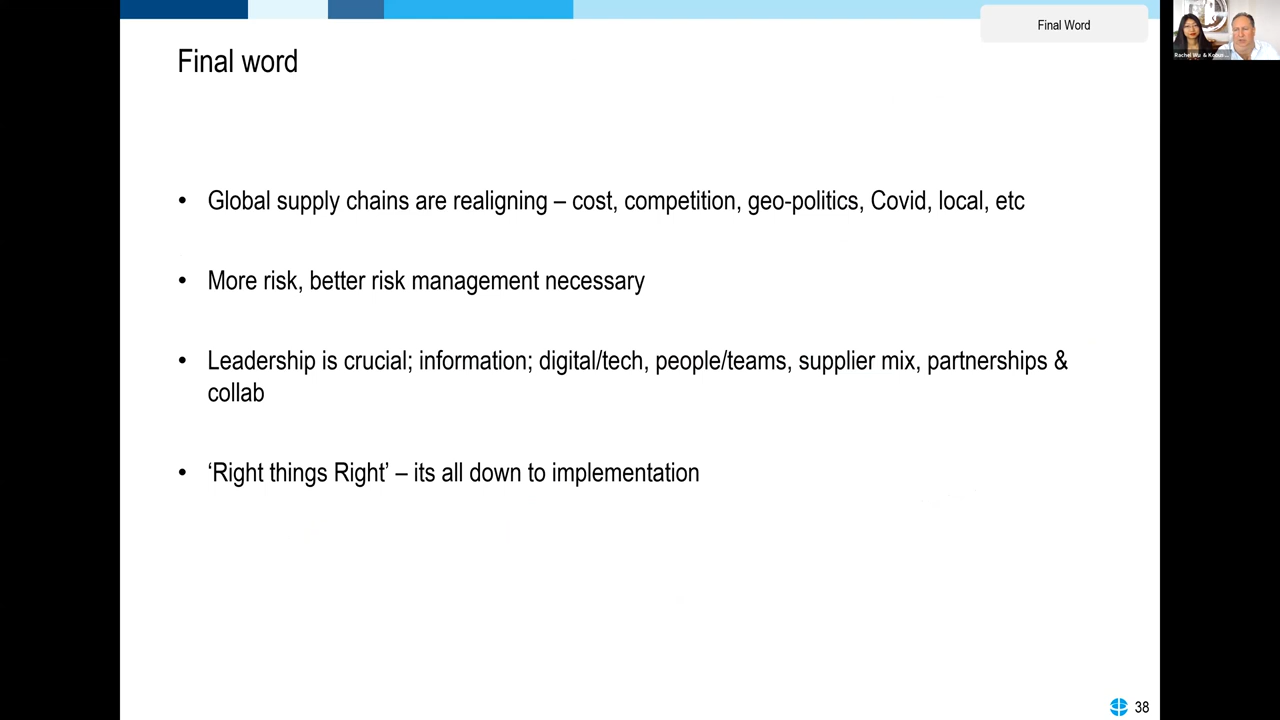 Final Word
Final word
• Global supply chains are realigning – cost, competition, geo-politics, Covid, local, etc
• More risk, better risk management necessary
• Leadership is crucial; information; digital/tech, people/teams, supplier mix, partnerships &
collab
• ‘Right things Right’ – its all down to implementation
38
Rachel Wu &